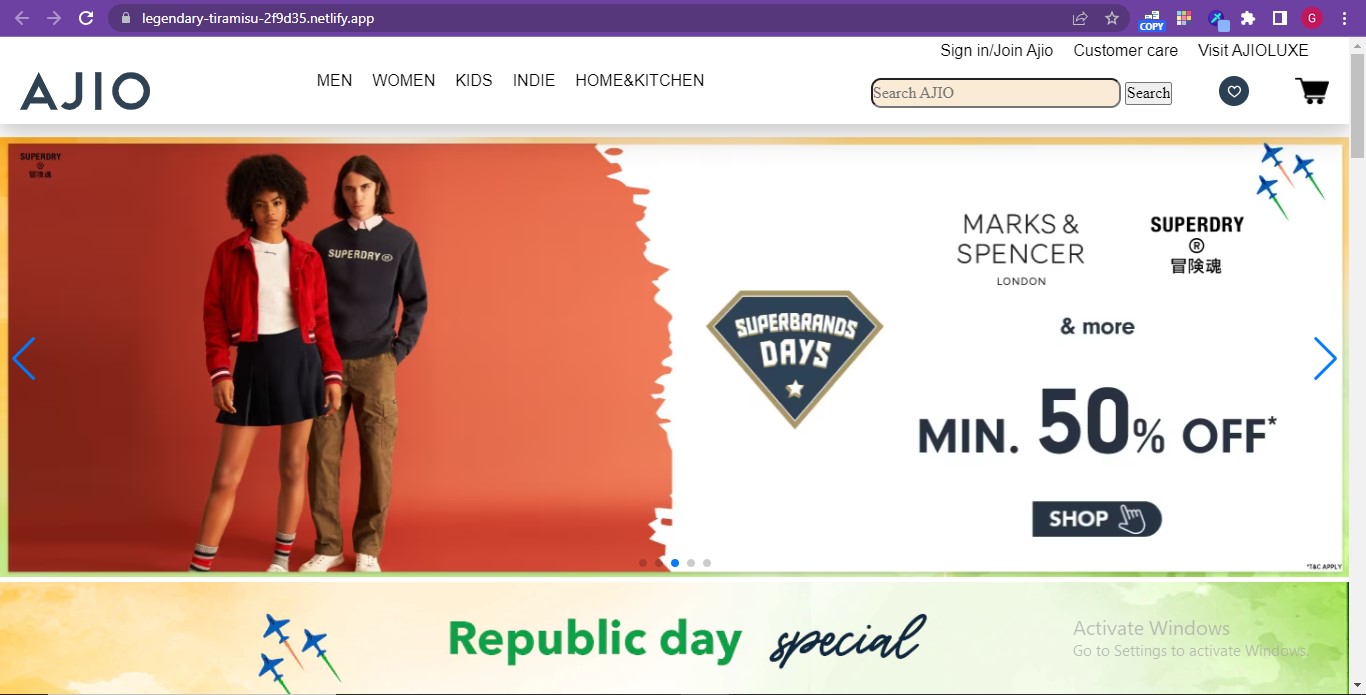 legendary-tiramisu-2f9d35.netlify.app
COPY
G
Sign in/Join Ajio Customer care Visit AJIOLUXE
AJIO
MEN WOMEN KIDS INDIE HOME&KITCHEN
Search AJIO
Search
SUPERDRY
®
冒険魂
SUPERDRY®
SUPERBRANDS
DAYS
MARKS &
SPENCER
LONDON
SUPERDRY
®
冒険魂
& more
MIN. 50% OFF*
SHOP
*T&C APPLY
Republic day special
Activate Windows
Go to Settings to activate Windows.